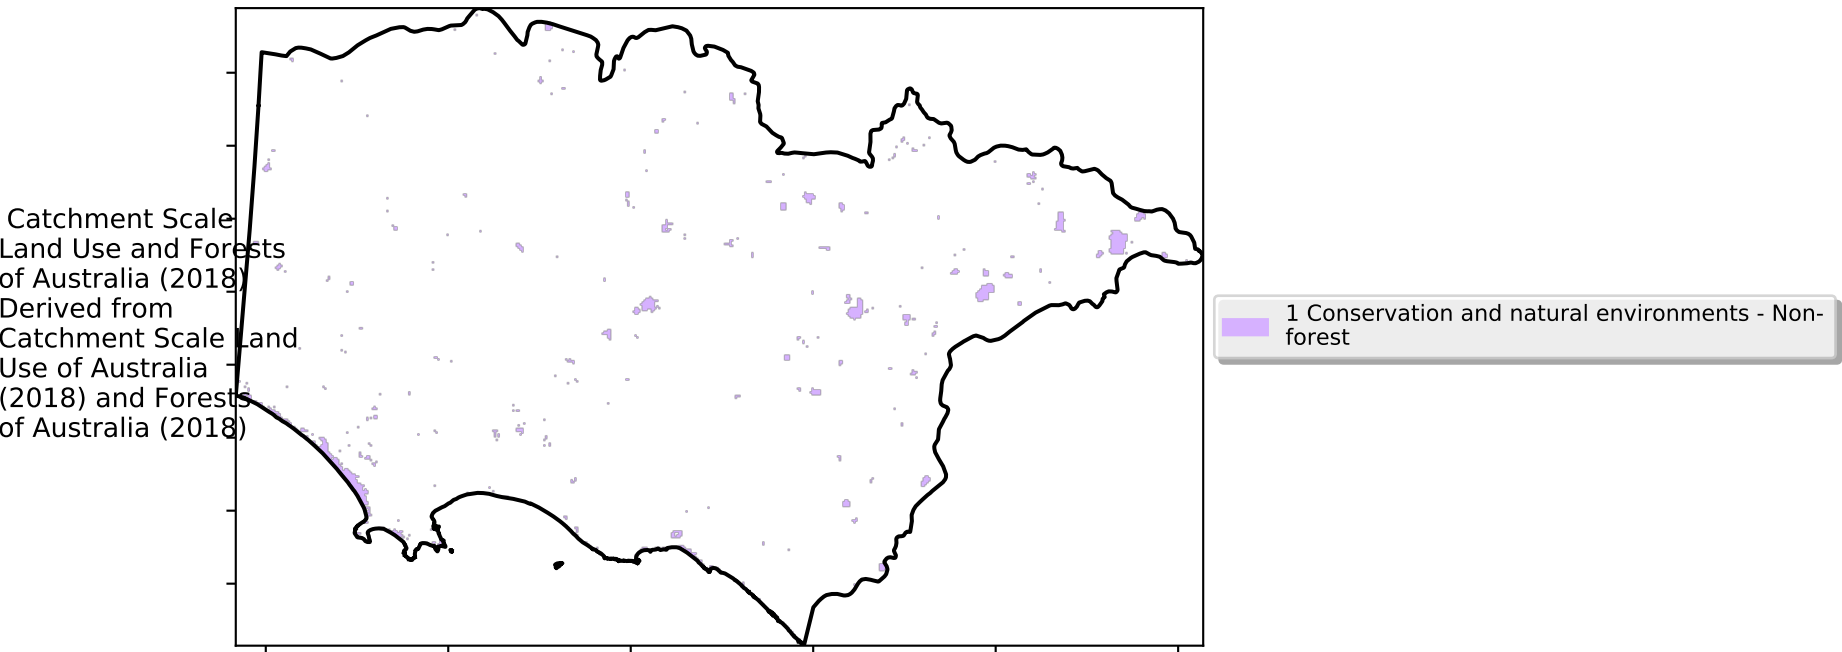 Catchment Scale
Land Use and Forests
of Australia (2018)
Derived from
Catchment Scale Land
Use of Australia
(2018) and Forests
of Australia (2018)
1 Conservation and natural environments - Non-
forest